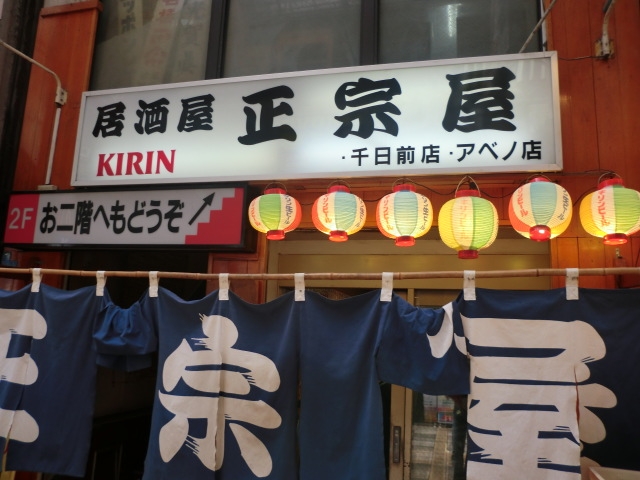 居酒屋 正宗屋
KIRIN
・千日前店・アベノ店
2F お二階へもどうぞ
正宗屋